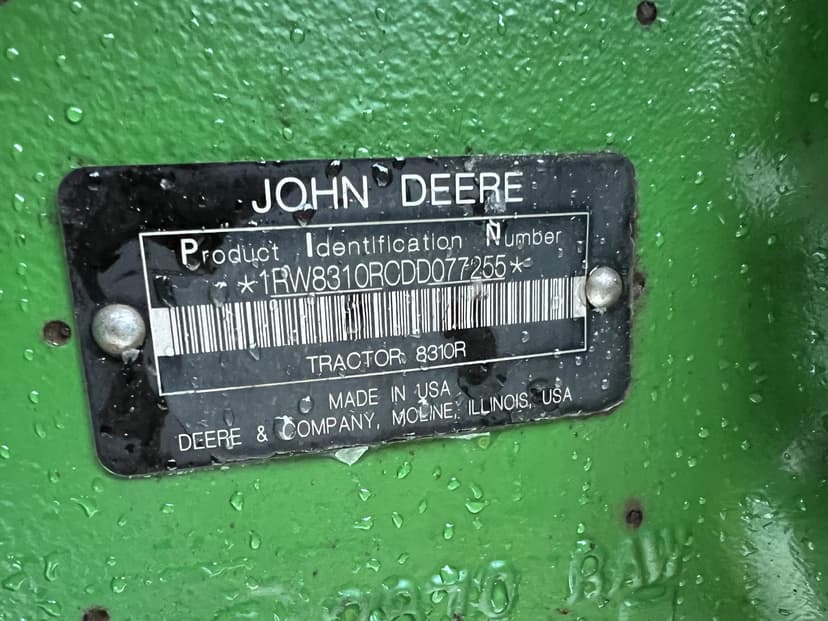 JOHN DEERE
Product Identification Number
*1RW8310RCDD077255*
TRACTOR 8310R
MADE IN USA
DEERE & COMPANY, MOLINE, ILLINOIS, USA